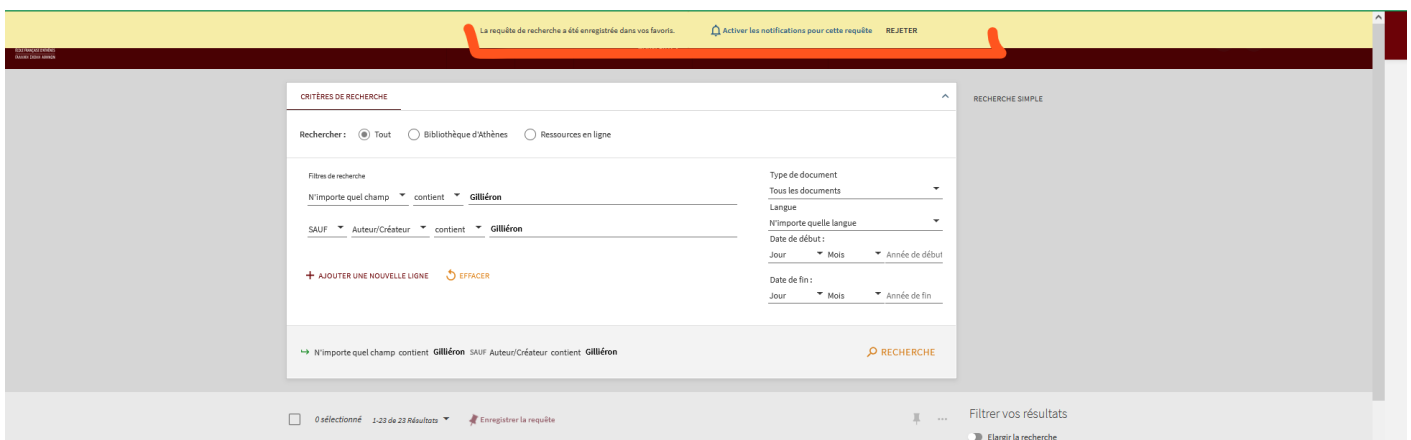 La requête de recherche a été enregistrée dans vos favoris. Activer les notifications pour cette requête REJETER
CRITÈRES DE RECHERCHE
RECHERCHE SIMPLE
Rechercher : Tout Bibliothèque d'Athènes Ressources en ligne
Filtres de recherche
N'importe quel champ contient Gilliéron
SAUF Auteur/Créateur contient Gilliéron
+ AJOUTER UNE NOUVELLE LIGNE EFFACER
Type de document
Tous les documents
Langue
N'importe quelle langue
Date de début :
Jour Mois Année de début
Date de fin :
Jour Mois Année de fin
N'importe quel champ contient Gilliéron SAUF Auteur/Créateur contient Gilliéron
RECHERCHE
0 sélectionné 1-23 de 23 Résultats Enregistrer la requête
Filtrer vos résultats
Elargir la recherche